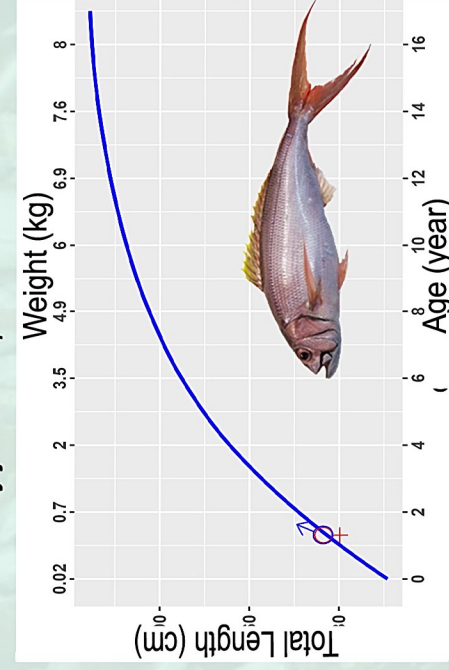 Weight (kg)
0.02 0.7 2 3.5 4.9 6 6.9 7.6 8
Total Length (cm)
0 2 4 6 8 10 12 14 16
Age (year)